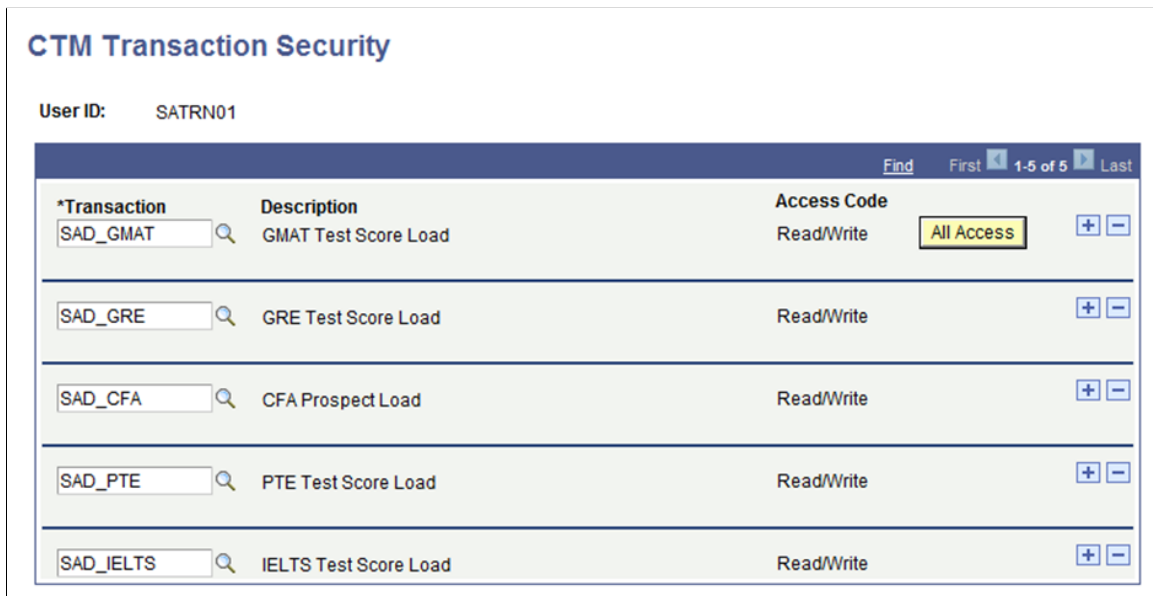 CTM Transaction Security
User ID: SATRN01
Find First 1-5 of 5 Last
*Transaction Description Access Code
SAD_GMAT GMAT Test Score Load Read/Write All Access
SAD_GRE GRE Test Score Load Read/Write
SAD_CFA CFA Prospect Load Read/Write
SAD_PTE PTE Test Score Load Read/Write
SAD_IELTS IELTS Test Score Load Read/Write